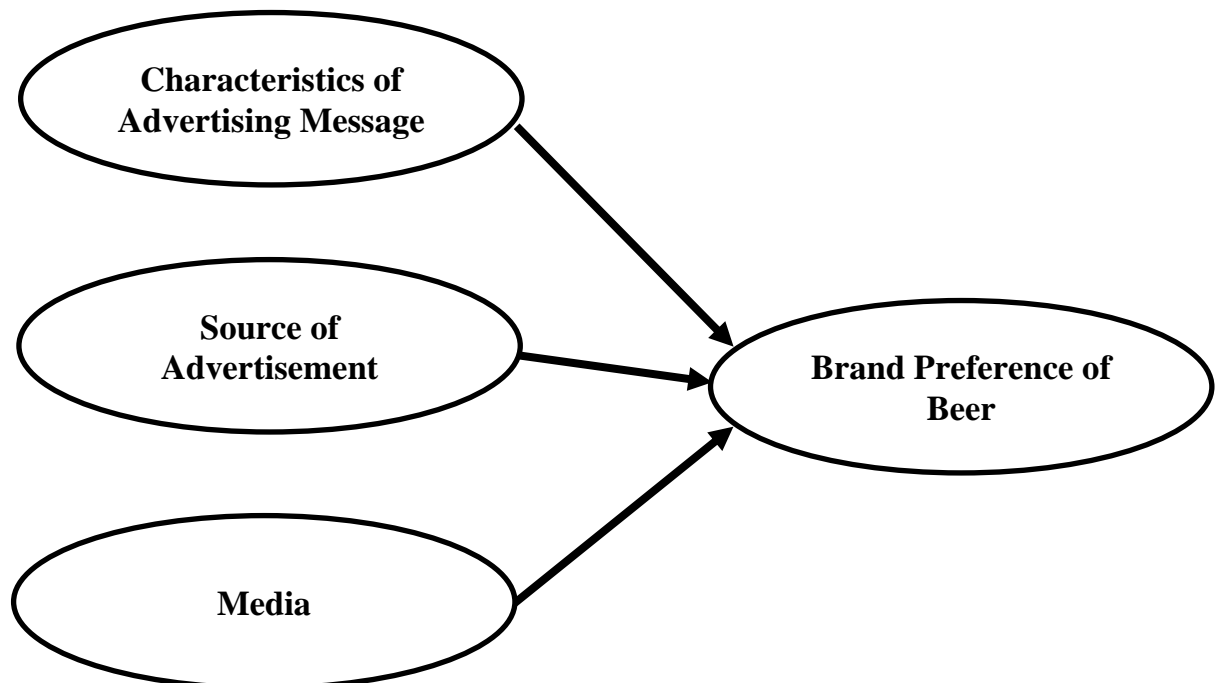 Characteristics of
Advertising Message
Source of
Advertisement
Brand Preference of
Beer
Media